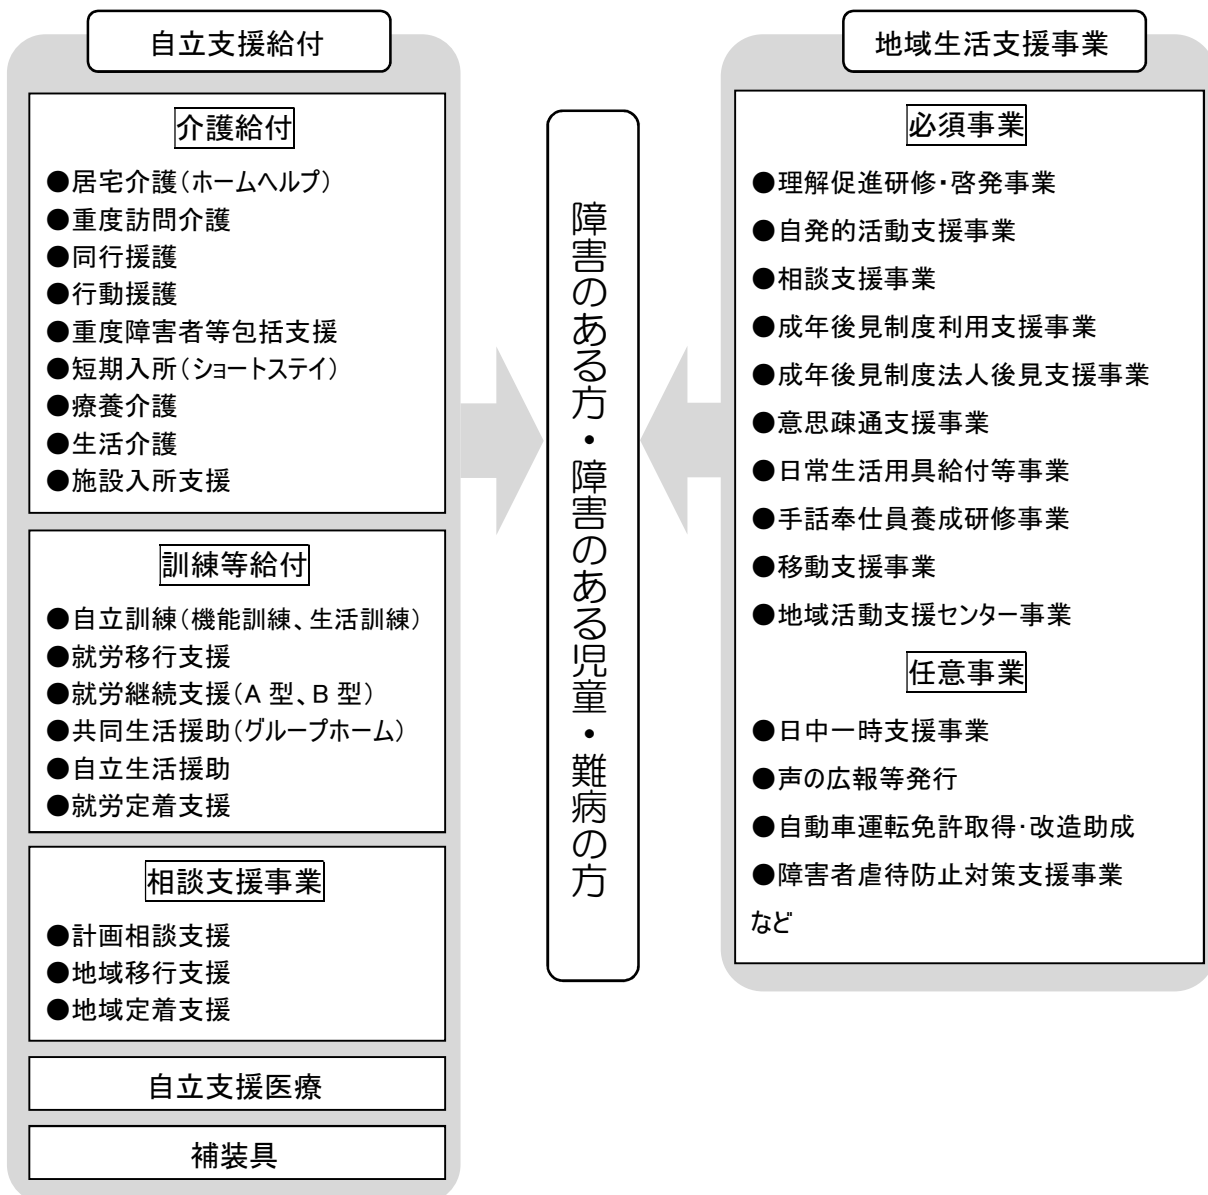 自立支援給付
介護給付
●居宅介護(ホームヘルプ)
●重度訪問介護
●同行援護
●行動援護
●重度障害者等包括支援
●短期入所(ショートステイ)
●療養介護
●生活介護
●施設入所支援
訓練等給付
●自立訓練(機能訓練、生活訓練)
●就労移行支援
●就労継続支援(A 型、B 型)
●共同生活援助(グループホーム)
●自立生活援助
●就労定着支援
相談支援事業
●計画相談支援
●地域移行支援
●地域定着支援
自立支援医療
補装具
障害のある方・障害のある児童・難病の方
地域生活支援事業
必須事業
●理解促進研修・啓発事業
●自発的活動支援事業
●相談支援事業
●成年後見制度利用支援事業
●成年後見制度法人後見支援事業
●意思疎通支援事業
●日常生活用具給付等事業
●手話奉仕員養成研修事業
●移動支援事業
●地域活動支援センター事業
任意事業
●日中一時支援事業
●声の広報等発行
●自動車運転免許取得・改造助成
●障害者虐待防止対策支援事業
など